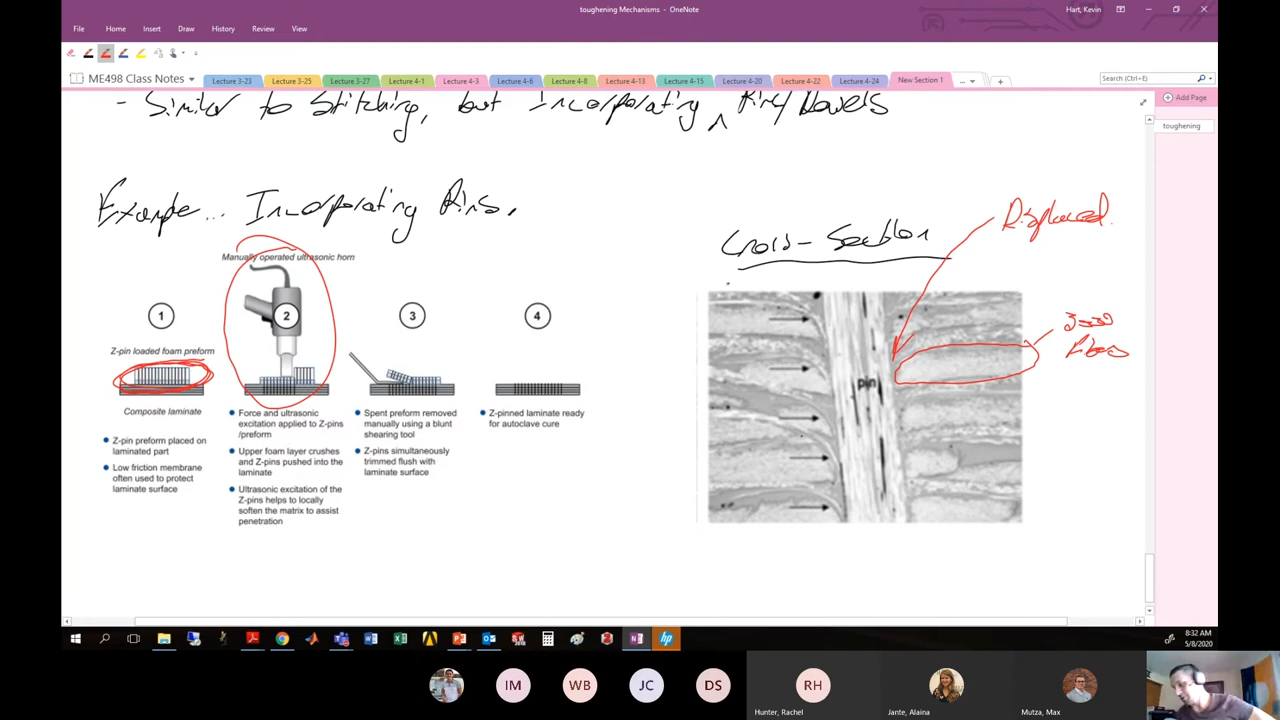 toughening Mechanisms - OneNote
Hart, Kevin
File Home Insert Draw History Review View
ME498 Class Notes
Lecture 3-23 Lecture 3-25 Lecture 3-27 Lecture 4-1 Lecture 4-3 Lecture 4-6 Lecture 4-8 Lecture 4-13 Lecture 4-15 Lecture 4-20 Lecture 4-22 Lecture 4-24 New Section 1 ...
Search (Ctrl+E)
Add Page
toughening
- Similar to Stitching, but Incorporating ^ Pins/Dowels
Example... Incorporating Pins.
Displaced.
Cross-Section
3000
Fibers
Manually operated ultrasonic horn
1 2 3 4
Z-pin loaded foam preform
pin
Composite laminate
Z-pin preform placed on
laminated part
Low friction membrane
often used to protect
laminate surface
Force and ultrasonic
excitation applied to Z-pins
/preform
Upper foam layer crushes
and Z-pins pushed into the
laminate
Ultrasonic excitation of the
Z-pins helps to locally
soften the matrix to assist
penetration
Spent preform removed
manually using a blunt
shearing tool
Z-pins simultaneously
trimmed flush with
laminate surface
Z-pinned laminate ready
for autoclave cure
8:32 AM
5/8/2020
IM WB JC DS RH
Hunter, Rachel
Jante, Alaina
Mutza, Max